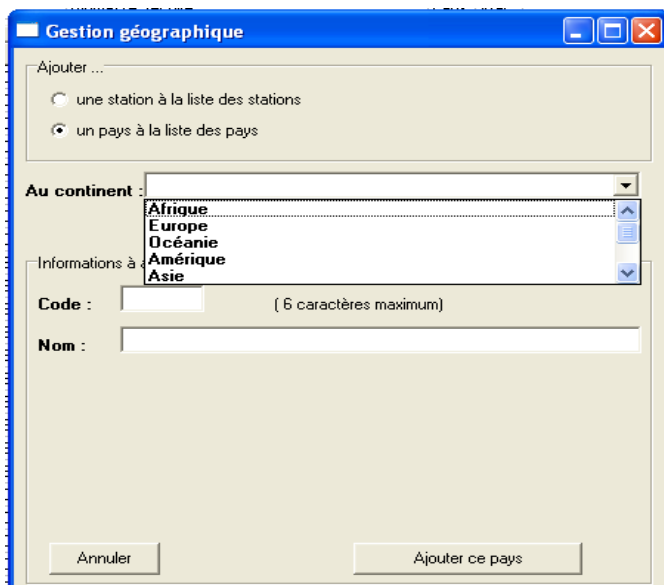 Gestion géographique
Ajouter ...
une station à la liste des stations
un pays à la liste des pays
Au continent :
Afrique
Europe
Océanie
Amérique
Asie
Informations à
Code :
( 6 caractères maximum)
Nom :
Annuler
Ajouter ce pays